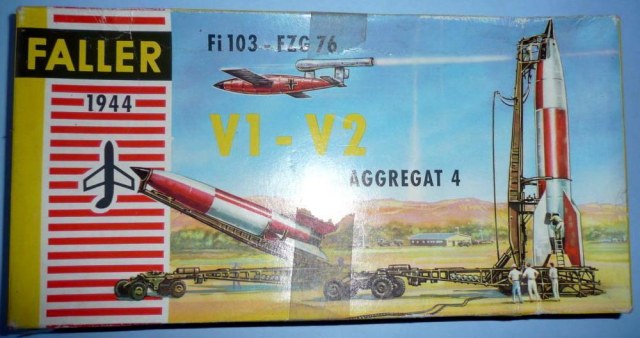 FALLER
1944
Fi 103 - FZG 76
V1 - V2
AGGREGAT 4